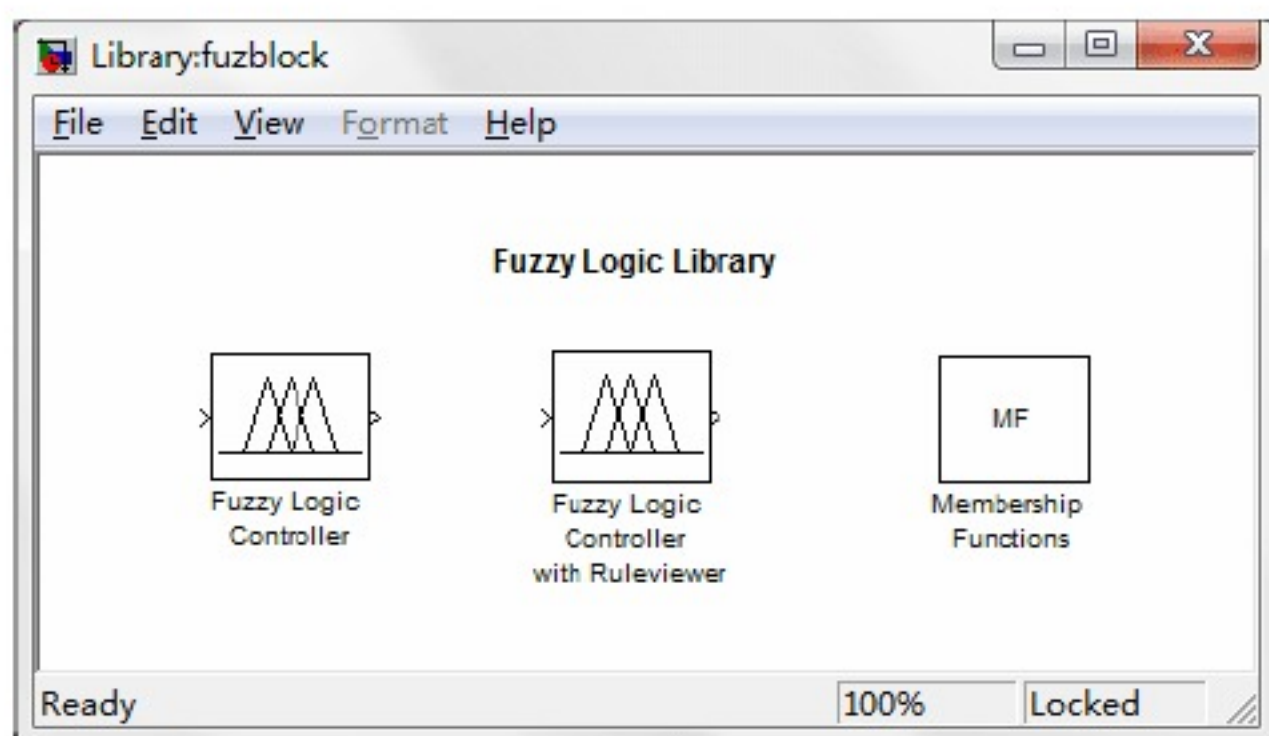 Library:fuzblock
File Edit View Format Help
Fuzzy Logic Library
Fuzzy Logic
Controller
Fuzzy Logic
Controller
with Ruleviewer
MF
Membership
Functions
Ready 100% Locked